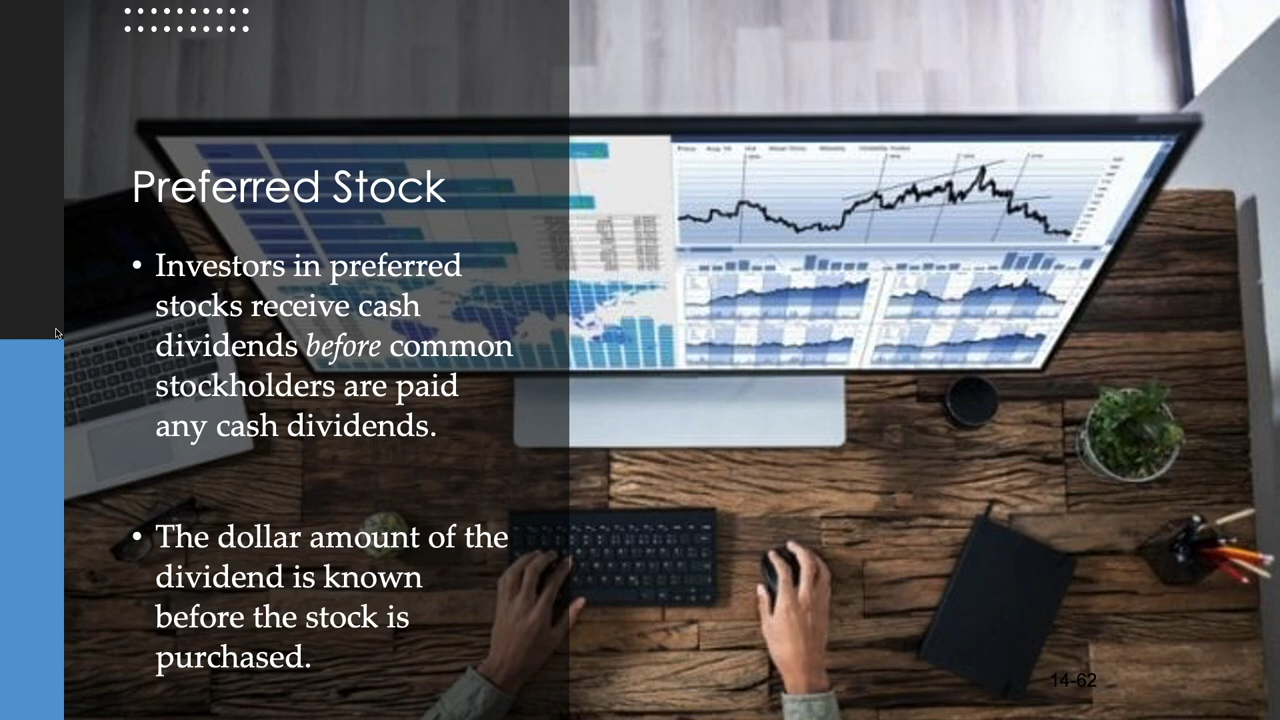 Preferred Stock
• Investors in preferred
stocks receive cash
dividends before common
stockholders are paid
any cash dividends.
• The dollar amount of the
dividend is known
before the stock is
purchased.
14-62